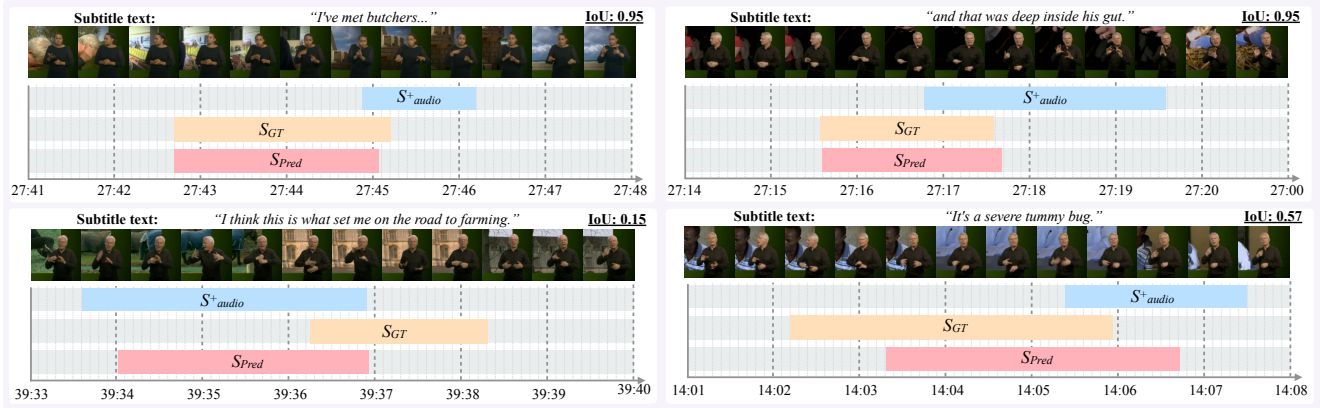 Subtitle text: "I've met butchers..." IoU: 0.95
S+audio
SGT
SPred
27:41 27:42 27:43 27:44 27:45 27:46 27:47 27:48
Subtitle text: "and that was deep inside his gut." IoU: 0.95
S+audio
SGT
SPred
27:14 27:15 27:16 27:17 27:18 27:19 27:20 27:00
Subtitle text: "I think this is what set me on the road to farming." IoU: 0.15
S+audio
SGT
SPred
39:33 39:34 39:35 39:36 39:37 39:38 39:39 39:40
Subtitle text: "It's a severe tummy bug." IoU: 0.57
S+audio
SGT
SPred
14:01 14:02 14:03 14:04 14:05 14:06 14:07 14:08